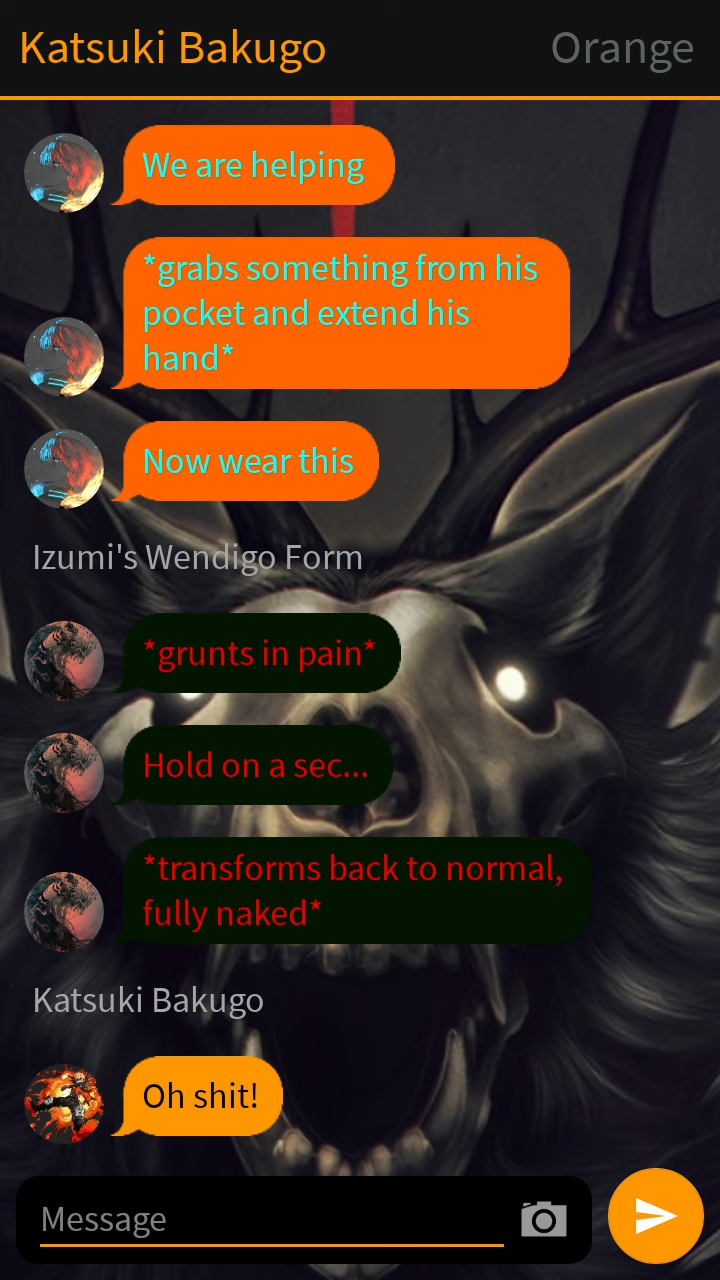 Katsuki Bakugo Orange
We are helping
*grabs something from his
pocket and extend his
hand*
Now wear this
Izumi's Wendigo Form
*grunts in pain*
Hold on a sec...
*transforms back to normal,
fully naked*
Katsuki Bakugo
Oh shit!
Message